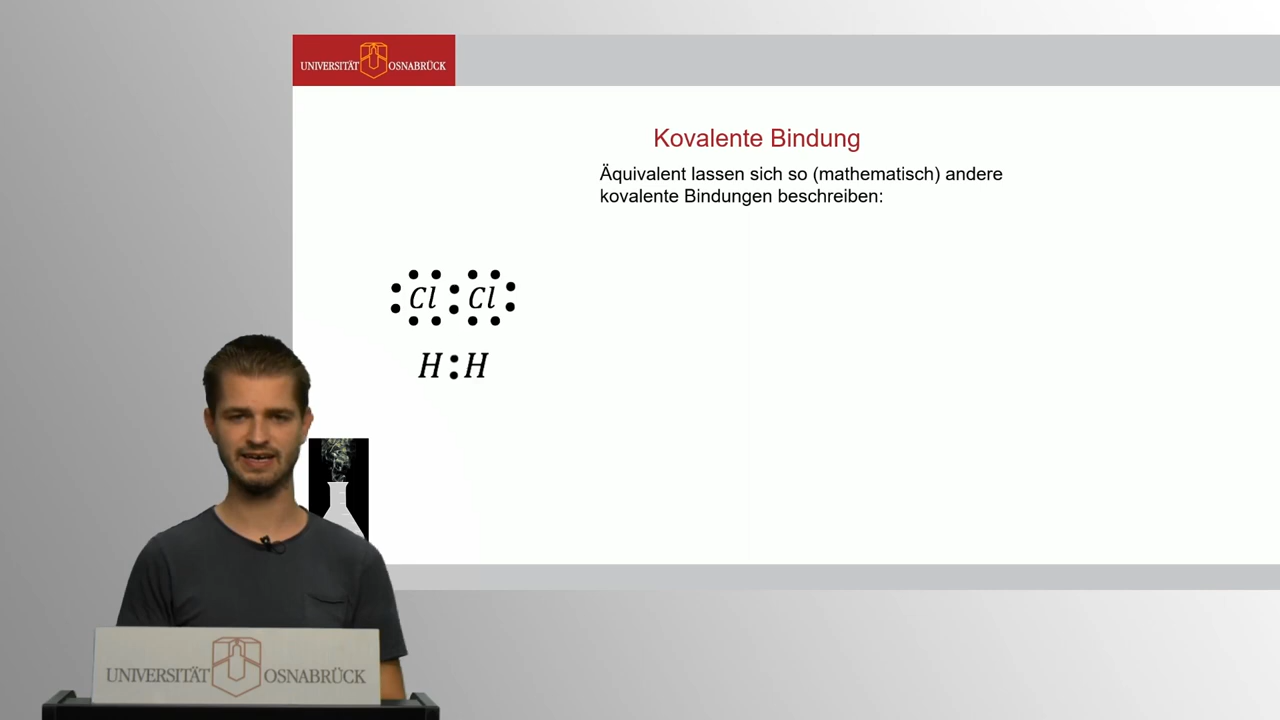 UNIVERSITÄT OSNABRÜCK
Kovalente Bindung
Äquivalent lassen sich so (mathematisch) andere
kovalente Bindungen beschreiben:
Cl : Cl
H : H
UNIVERSITÄT OSNABRÜCK